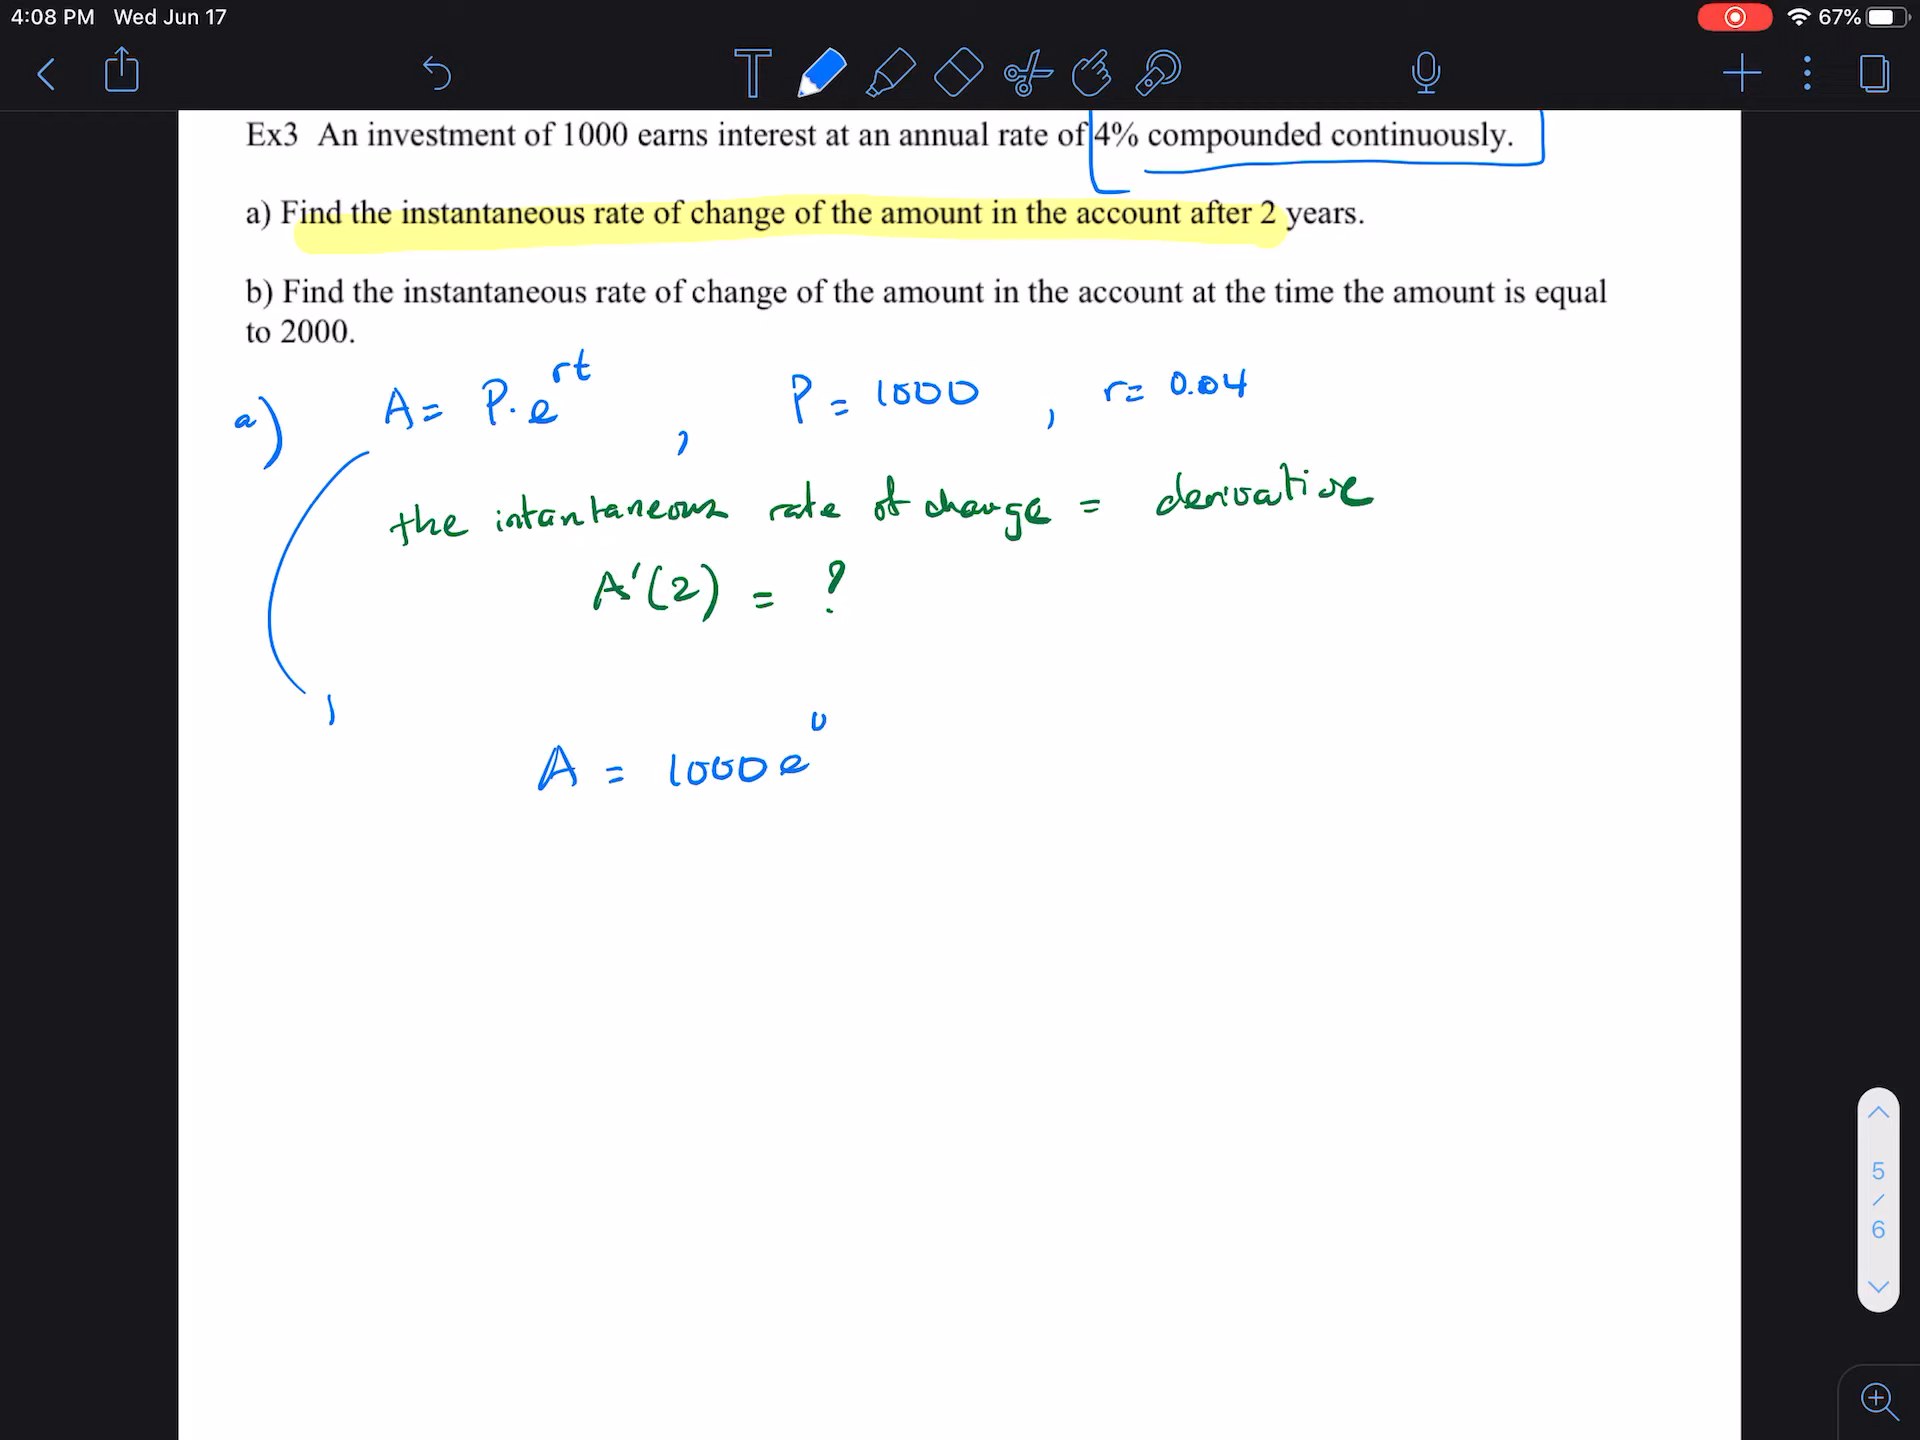 4:08 PM Wed Jun 17
67%
T
Ex3 An investment of 1000 earns interest at an annual rate of 4% compounded continuously.
a) Find the instantaneous rate of change of the amount in the account after 2 years.
b) Find the instantaneous rate of change of the amount in the account at the time the amount is equal
to 2000.
a) A = P · e^rt , P = 1000 , r = 0.04
the intantaneous rate of change = derivative
A'(2) = ?
A = 1000 e^0
5
/
6